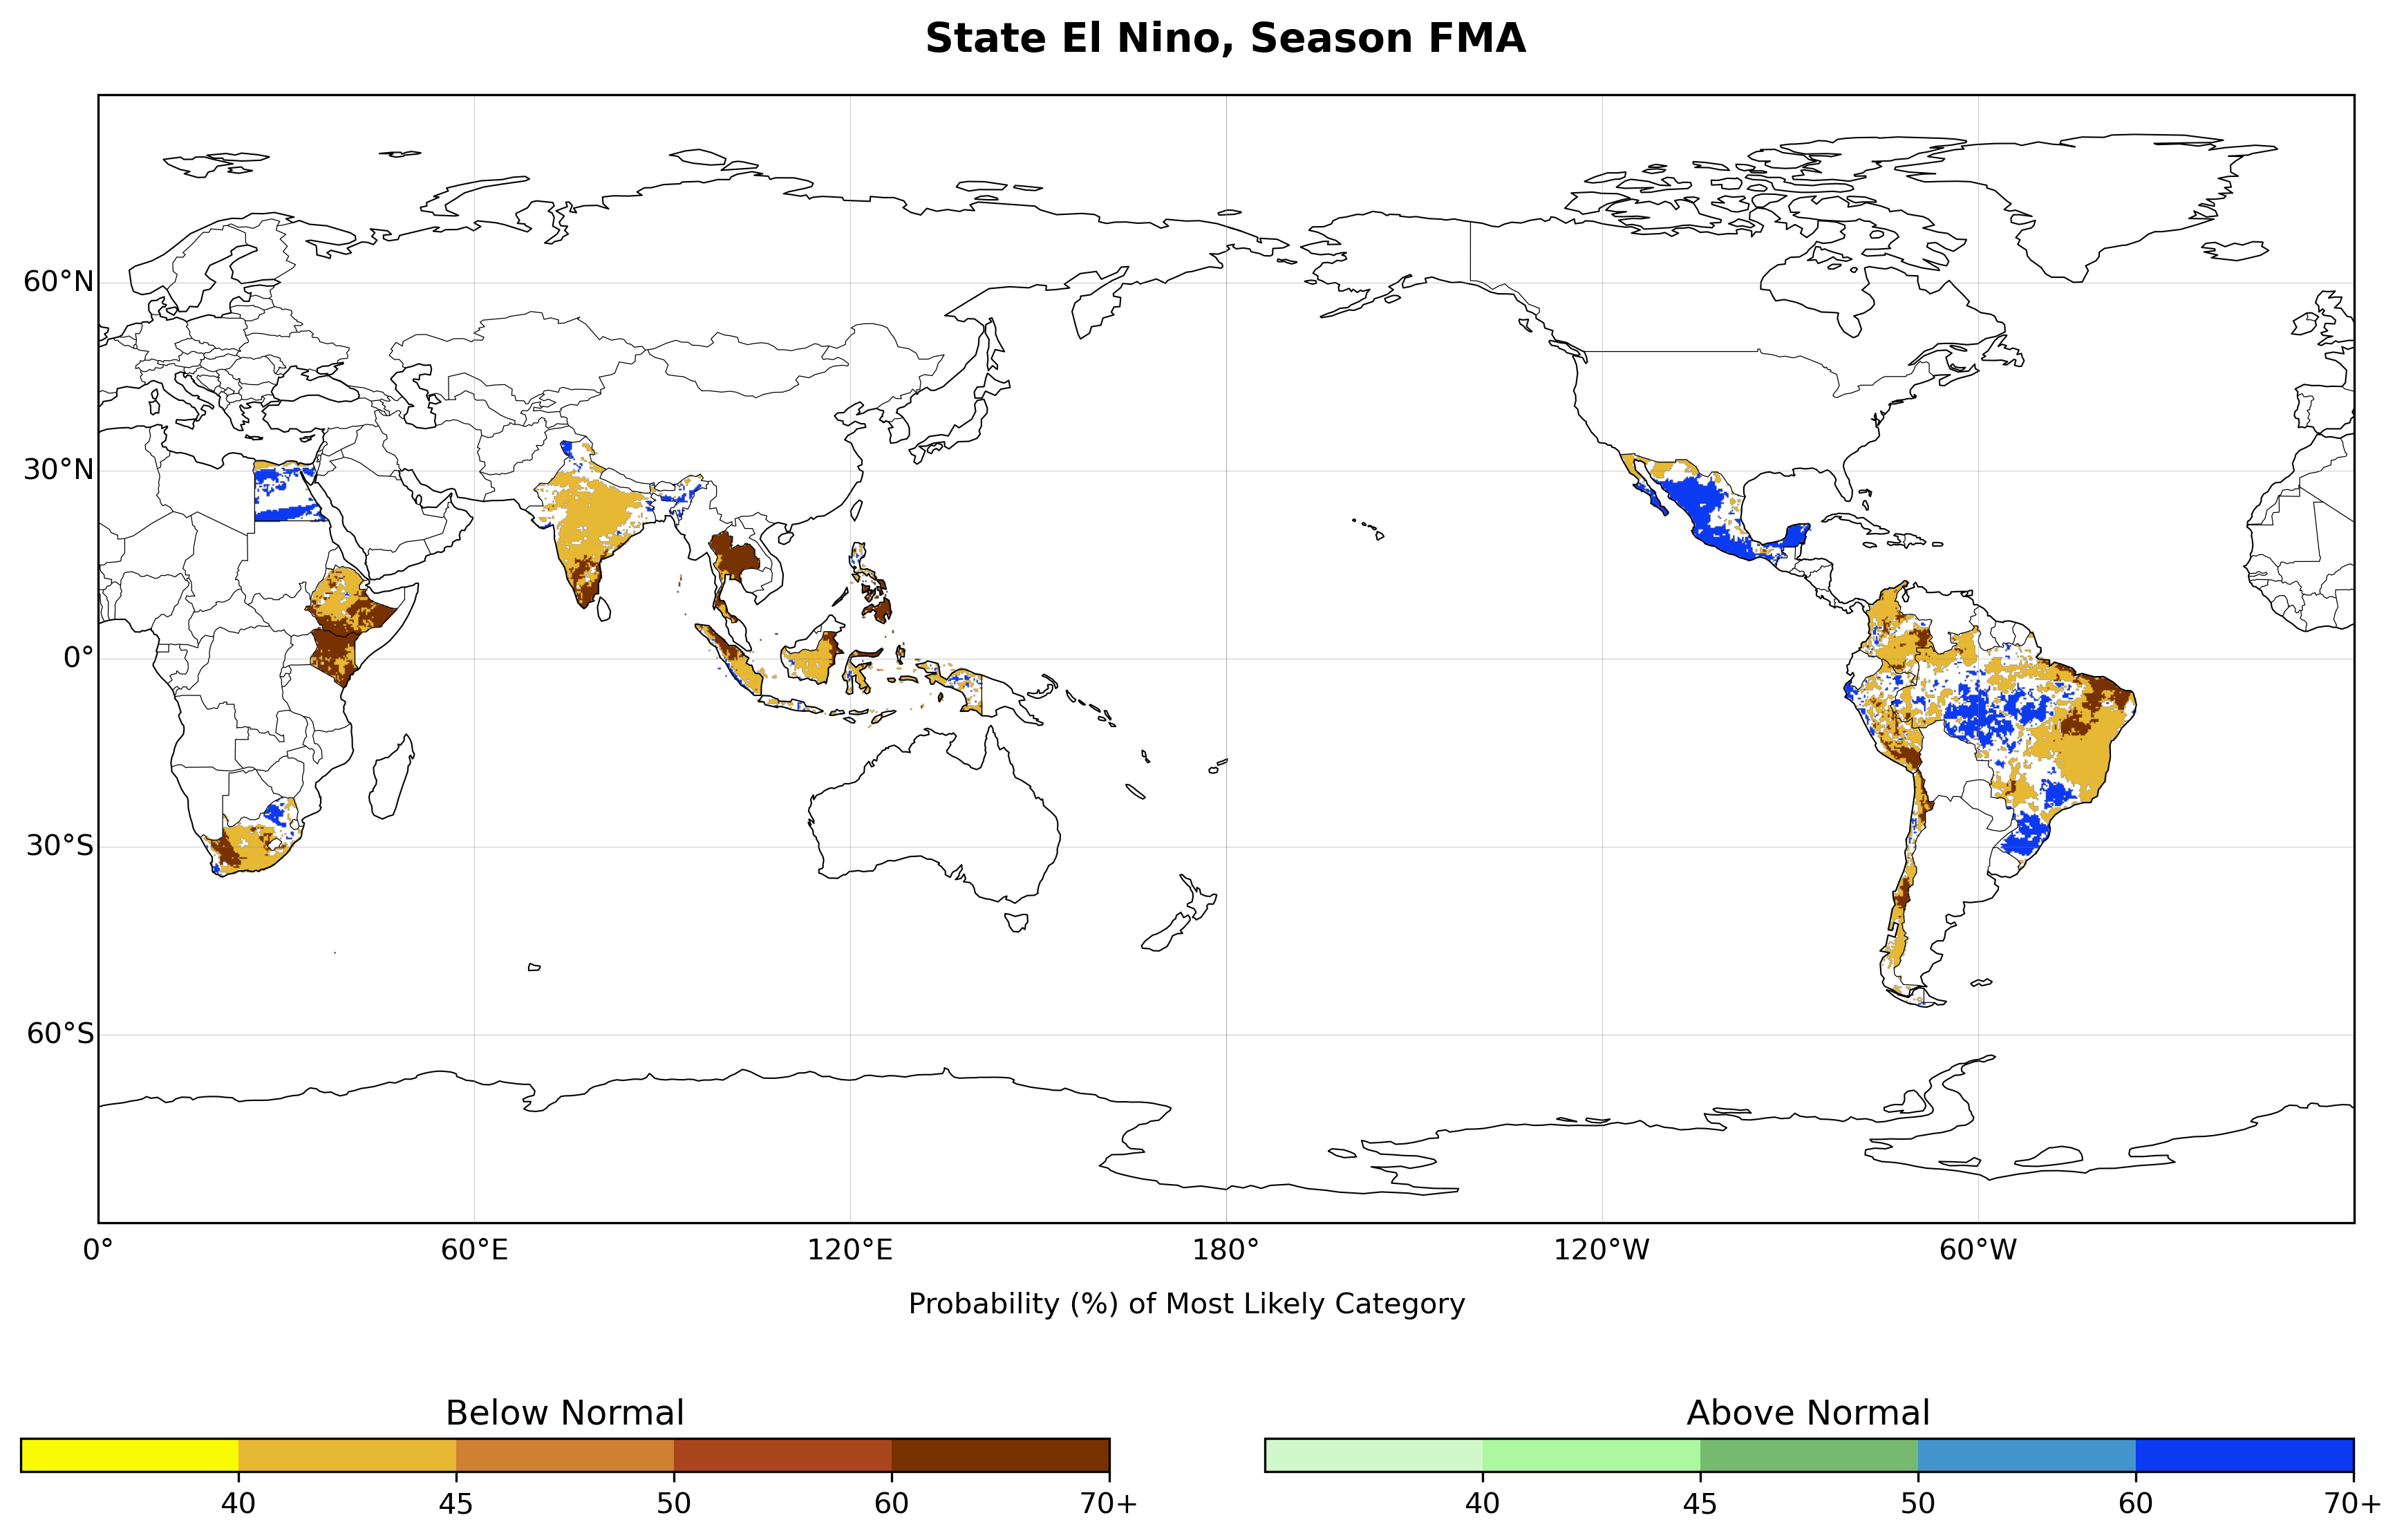 State El Nino, Season FMA
60°N
30°N
0°
30°S
60°S
0°
60°E
120°E
180°
120°W
60°W
Probability (%) of Most Likely Category
Below Normal
40
45
50
60
70+
Above Normal
40
45
50
60
70+